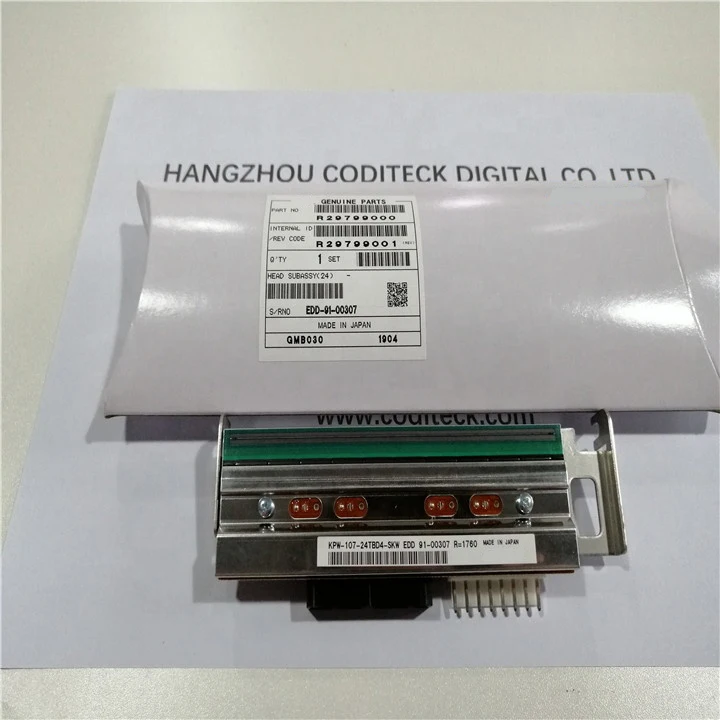 HANGZHOU CODITECK DIGITAL CO.,LTD
GENUINE PARTS
PART NO
R29799000
INTERNAL ID
/REV CODE
R29799001 (REV)
Q'TY 1 SET
HEAD SUBASSY(24) -
S/RNO EDD-91-00307
MADE IN JAPAN
GMB030 1904
www.coditeck.com
KPW-107-24TBD4-SKW EDD 91-00307 R=1760 MADE IN JAPAN